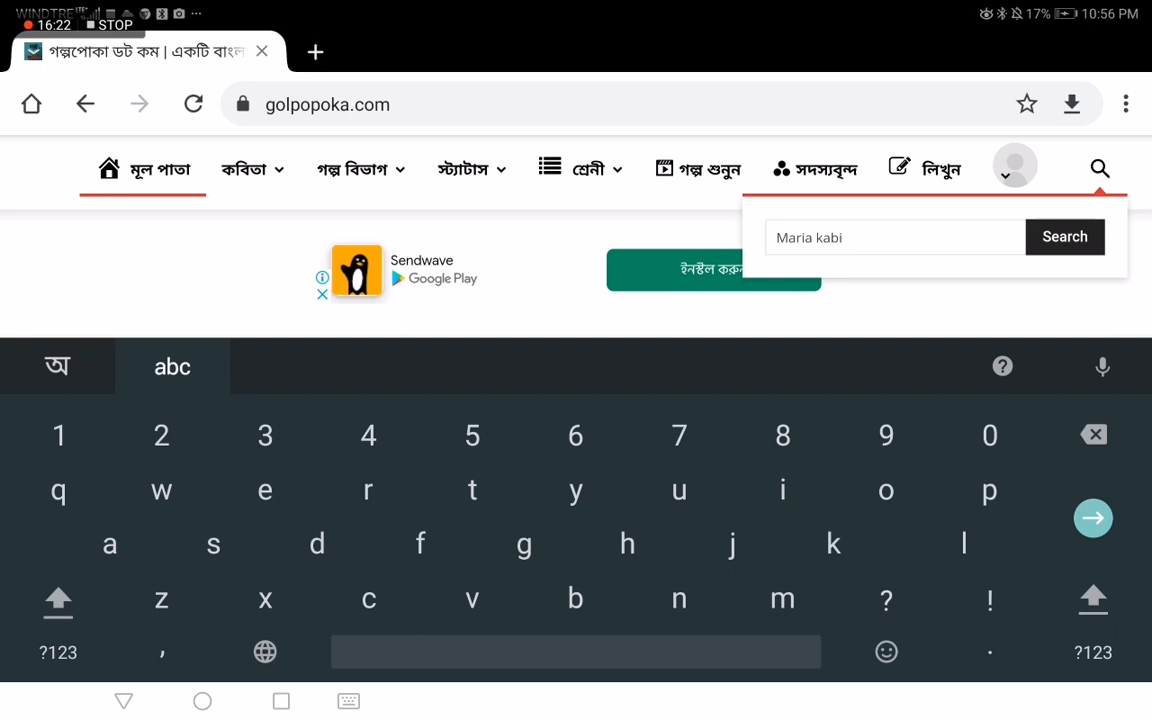 WINDTRE LTE ... 17% 10:56 PM
16:22 STOP
গল্পপোকা ডট কম | একটি বাংল
golpopoka.com
মূল পাতা কবিতা গল্প বিভাগ স্ট্যাটাস শ্রেনী গল্প শুনুন সদস্যবৃন্দ লিখুন
Maria kabi Search
Sendwave
Google Play
ইনস্টল করুন
অ abc
1 2 3 4 5 6 7 8 9 0
q w e r t y u i o p
a s d f g h j k l
z x c v b n m ? !
?123 , . ?123